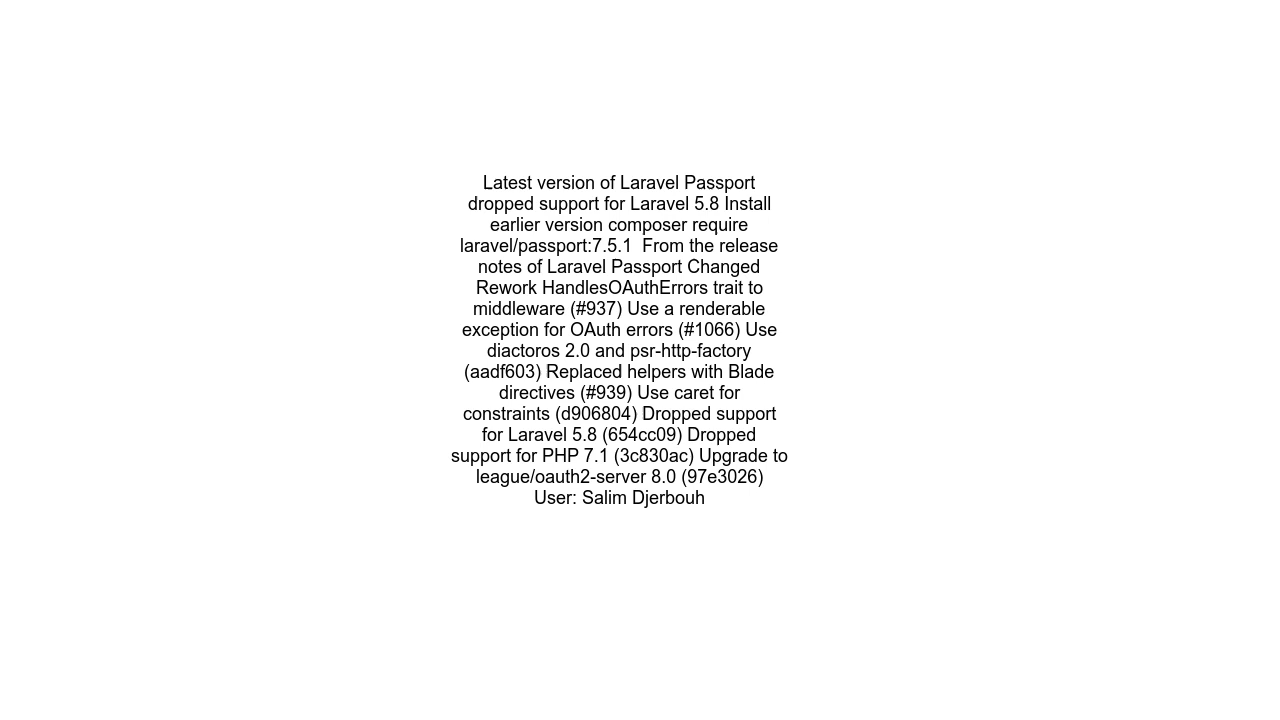 Latest version of Laravel Passport
dropped support for Laravel 5.8 Install
earlier version composer require
laravel/passport:7.5.1  From the release
notes of Laravel Passport Changed
Rework HandlesOAuthErrors trait to
middleware (#937) Use a renderable
exception for OAuth errors (#1066) Use
diactoros 2.0 and psr-http-factory
(aadf603) Replaced helpers with Blade
directives (#939) Use caret for
constraints (d906804) Dropped support
for Laravel 5.8 (654cc09) Dropped
support for PHP 7.1 (3c830ac) Upgrade to
league/oauth2-server 8.0 (97e3026)
User: Salim Djerbouh